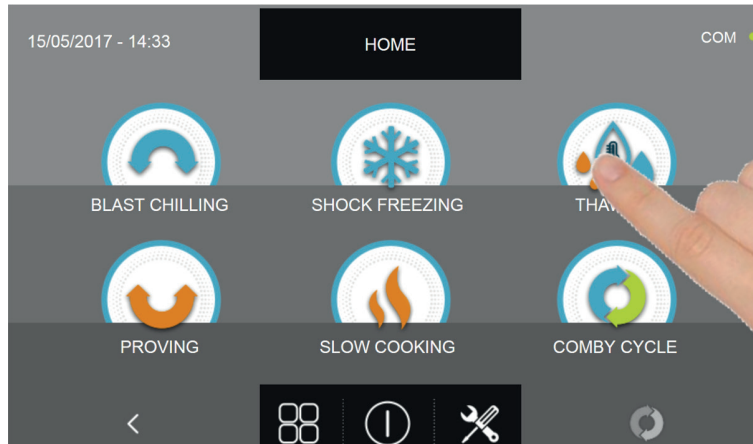 15/05/2017 - 14:33
HOME
COM
BLAST CHILLING
SHOCK FREEZING
PROVING
SLOW COOKING
COMBY CYCLE